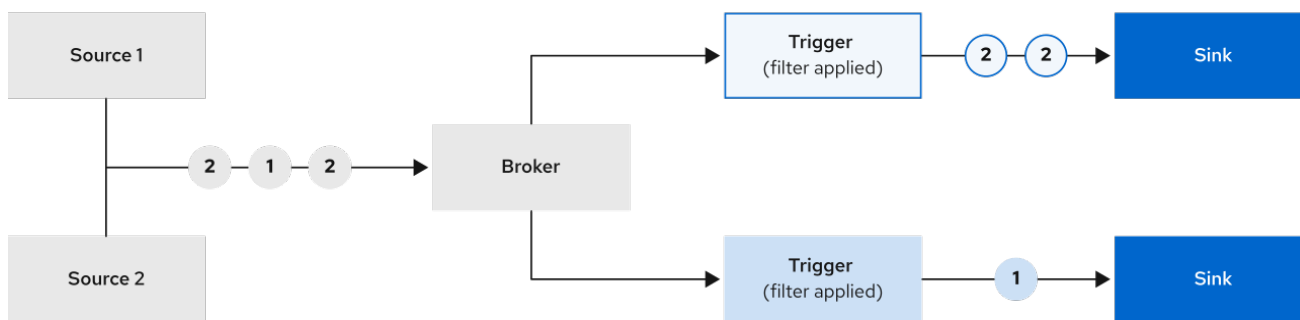 Source 1
2
1
2
Source 2
Broker
Trigger
(filter applied)
2
2
Sink
Trigger
(filter applied)
1
Sink